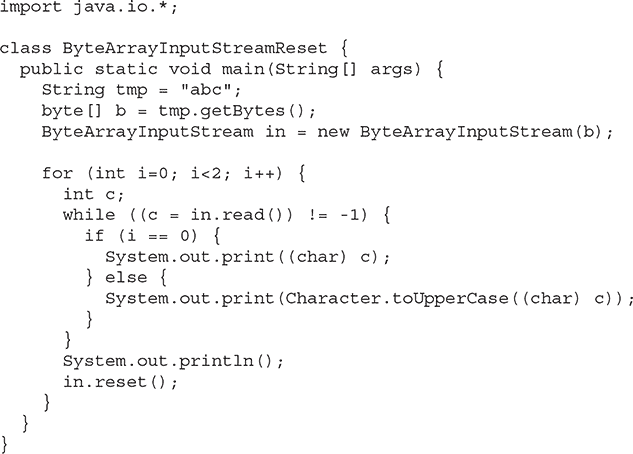 import java.io.*;

class ByteArrayInputStreamReset {
  public static void main(String[] args) {
    String tmp = "abc";
    byte[] b = tmp.getBytes();
    ByteArrayInputStream in = new ByteArrayInputStream(b);

    for (int i=0; i<2; i++) {
      int c;
      while ((c = in.read()) != -1) {
        if (i == 0) {
          System.out.print((char) c);
        } else {
          System.out.print(Character.toUpperCase((char) c));
        }
      }
      System.out.println();
      in.reset();
    }
  }
}